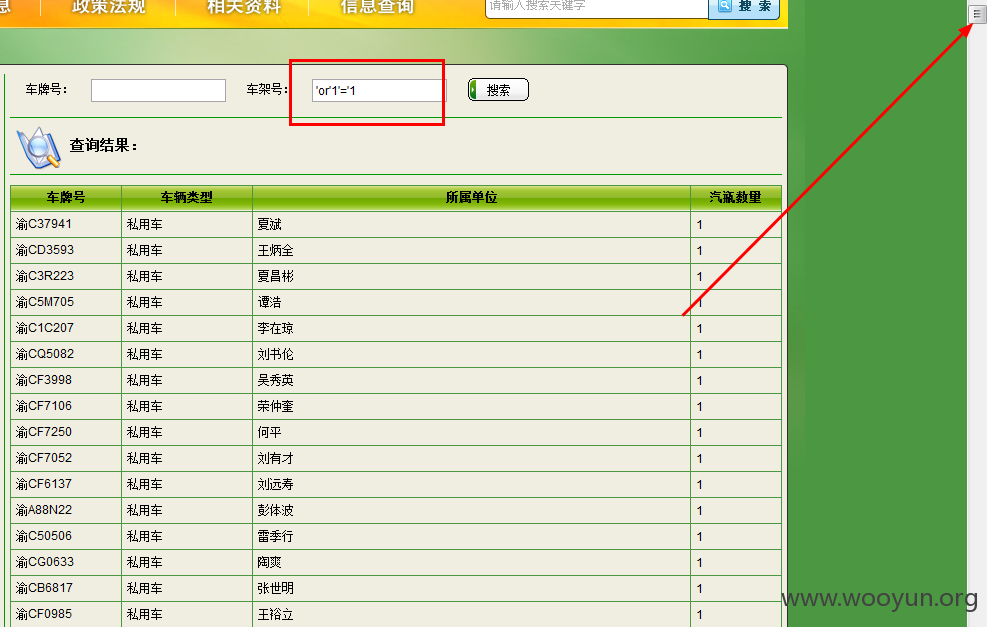 息 政策法规 相关资料 信息查询 请输入搜索关键字 搜 索
车牌号： 车架号： 'or'1'='1 搜索
查询结果：
车牌号 车辆类型 所属单位 汽瓶数量
渝C37941 私用车 夏斌 1
渝CD3593 私用车 王炳全 1
渝C3R223 私用车 夏昌彬 1
渝C5M705 私用车 谭浩 1
渝C1C207 私用车 李在琼 1
渝CQ5082 私用车 刘书伦 1
渝CF3998 私用车 吴秀英 1
渝CF7106 私用车 荣仲奎 1
渝CF7250 私用车 何平 1
渝CF7052 私用车 刘有才 1
渝CF6137 私用车 刘远寿 1
渝A88N22 私用车 彭体波 1
渝C50506 私用车 雷季行 1
渝CG0633 私用车 陶爽 1
渝CB6817 私用车 张世明 1
渝CF0985 私用车 王裕立 1
www.wooyun.org